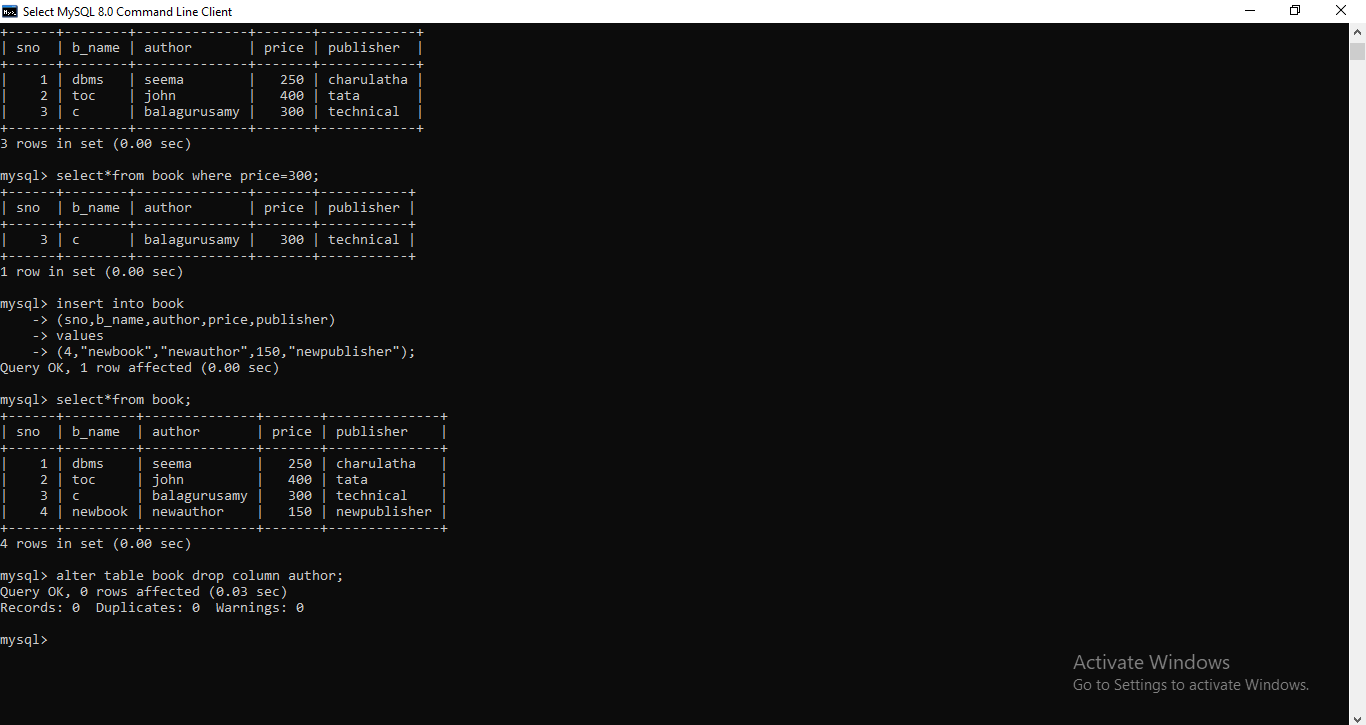 Select MySQL 8.0 Command Line Client
+------+--------+--------------+-------+------------+
| sno  | b_name | author       | price | publisher  |
+------+--------+--------------+-------+------------+
|    1 | dbms   | seema        |   250 | charulatha |
|    2 | toc    | john         |   400 | tata       |
|    3 | c      | balagurusamy |   300 | technical  |
+------+--------+--------------+-------+------------+
3 rows in set (0.00 sec)
mysql> select*from book where price=300;
+------+--------+--------------+-------+-----------+
| sno  | b_name | author       | price | publisher |
+------+--------+--------------+-------+-----------+
|    3 | c      | balagurusamy |   300 | technical |
+------+--------+--------------+-------+-----------+
1 row in set (0.00 sec)
mysql> insert into book
    -> (sno,b_name,author,price,publisher)
    -> values
    -> (4,"newbook","newauthor",150,"newpublisher");
Query OK, 1 row affected (0.00 sec)
mysql> select*from book;
+------+---------+--------------+-------+--------------+
| sno  | b_name  | author       | price | publisher    |
+------+---------+--------------+-------+--------------+
|    1 | dbms    | seema        |   250 | charulatha   |
|    2 | toc     | john         |   400 | tata         |
|    3 | c       | balagurusamy |   300 | technical    |
|    4 | newbook | newauthor    |   150 | newpublisher |
+------+---------+--------------+-------+--------------+
4 rows in set (0.00 sec)
mysql> alter table book drop column author;
Query OK, 0 rows affected (0.03 sec)
Records: 0  Duplicates: 0  Warnings: 0
mysql>
Activate Windows
Go to Settings to activate Windows.